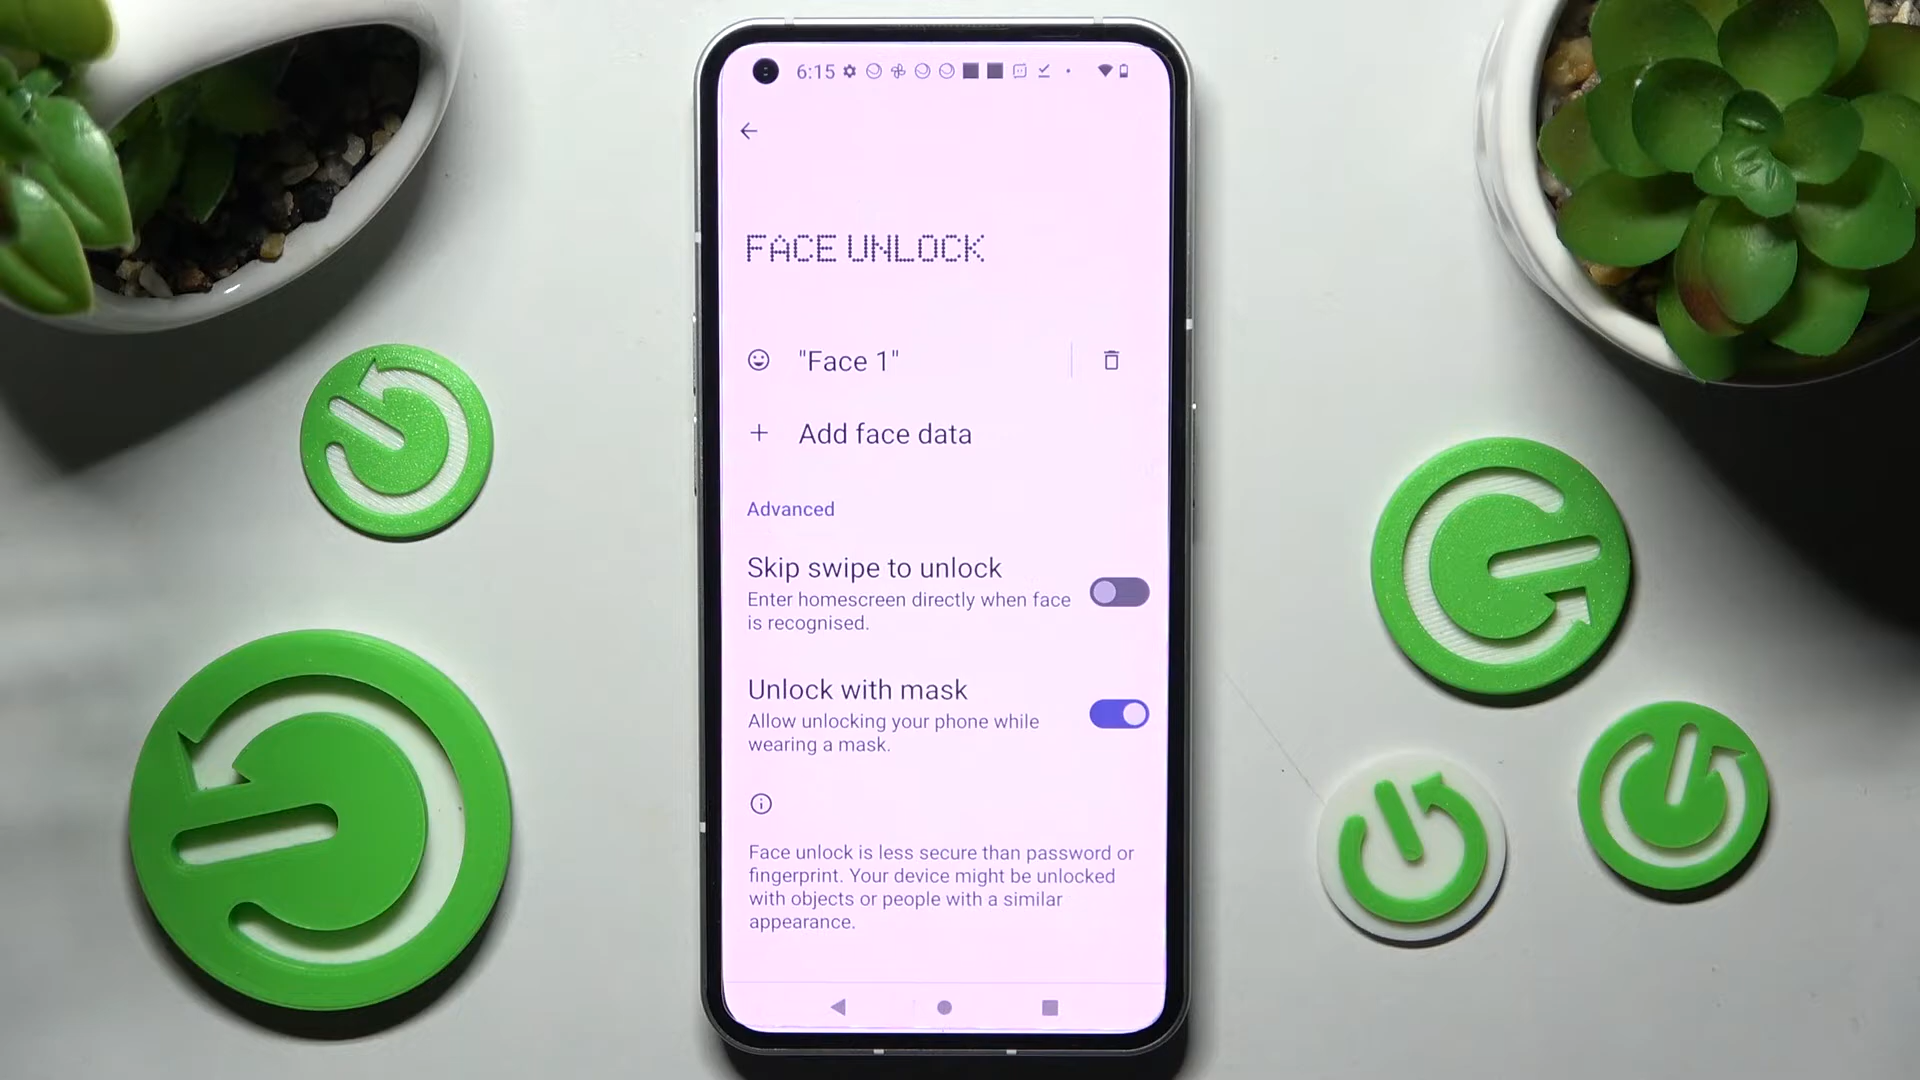 6:15
FACE UNLOCK
"Face 1"
Add face data
Advanced
Skip swipe to unlock
Enter homescreen directly when face
is recognised.
Unlock with mask
Allow unlocking your phone while
wearing a mask.
Face unlock is less secure than password or
fingerprint. Your device might be unlocked
with objects or people with a similar
appearance.